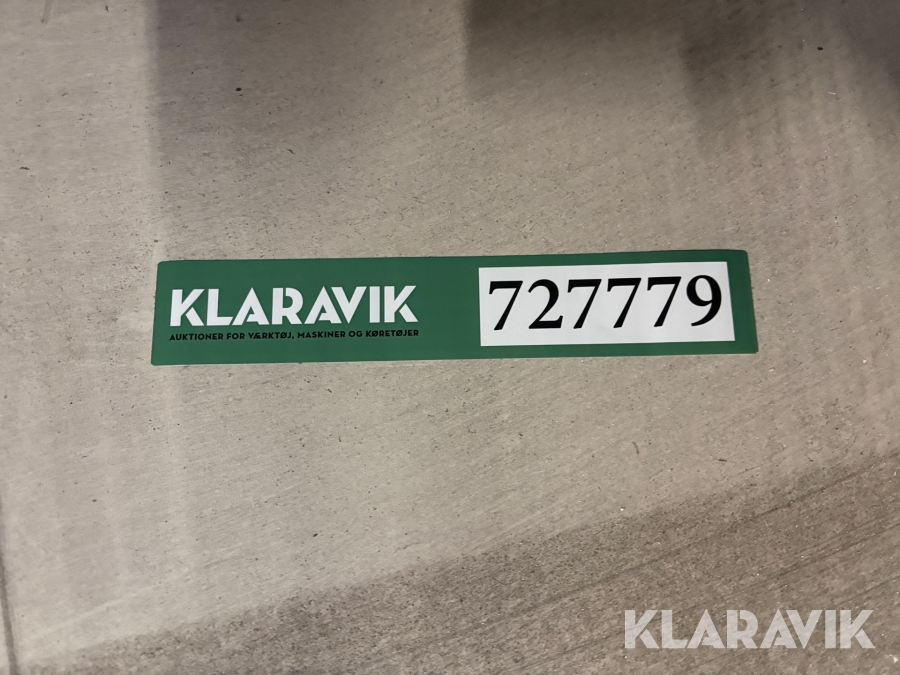 KLARAVIK
AUKTIONER FOR VÆRKTØJ, MASKINER OG KØRETØJER
727779
KLARAVIK